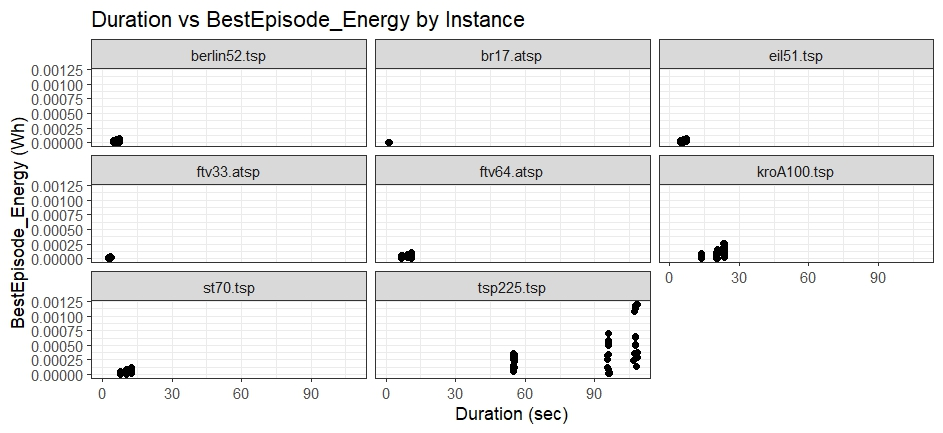 Duration vs BestEpisode_Energy by Instance
berlin52.tsp
br17.atsp
eil51.tsp
0.00125
0.00100
0.00075
0.00050
0.00025
0.00000
ftv33.atsp
ftv64.atsp
kroA100.tsp
0.00125
0.00100
0.00075
0.00050
0.00025
0.00000
0 30 60 90
st70.tsp
tsp225.tsp
0.00125
0.00100
0.00075
0.00050
0.00025
0.00000
0 30 60 90
0 30 60 90
BestEpisode_Energy (Wh)
Duration (sec)